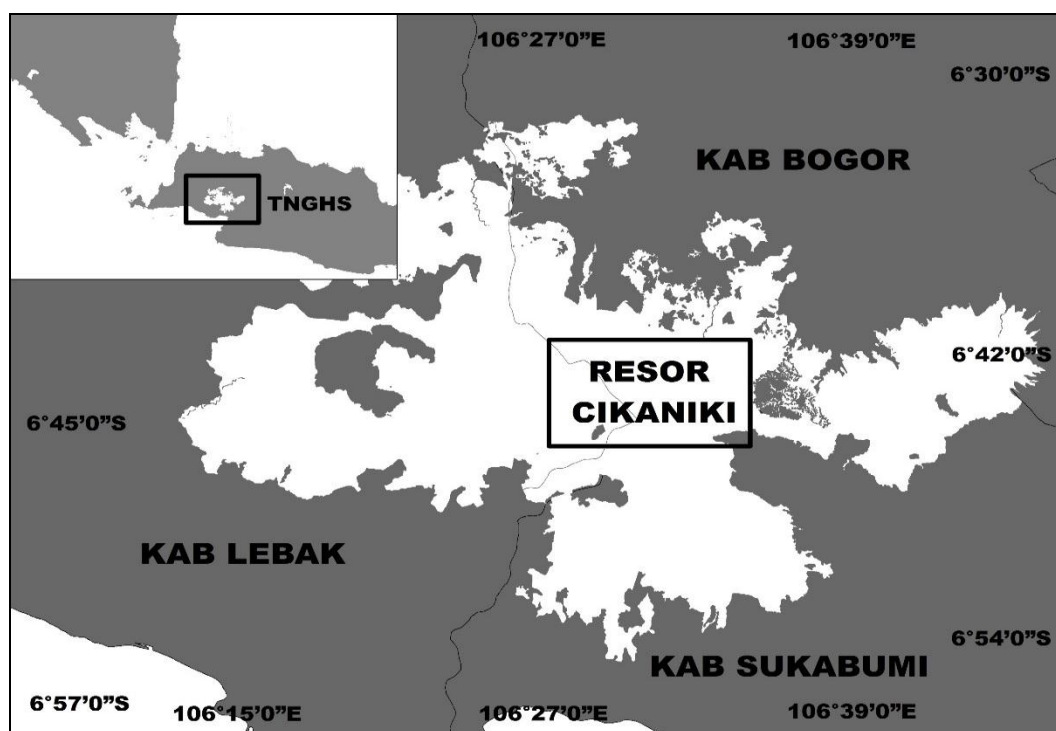 106°27’0”E
106°39’0”E
6°30’0”S
KAB BOGOR
TNGHS
6°42’0”S
RESOR
CIKANIKI
6°45’0”S
KAB LEBAK
6°54’0”S
KAB SUKABUMI
6°57’0”S
106°15’0”E
106°27’0”E
106°39’0”E